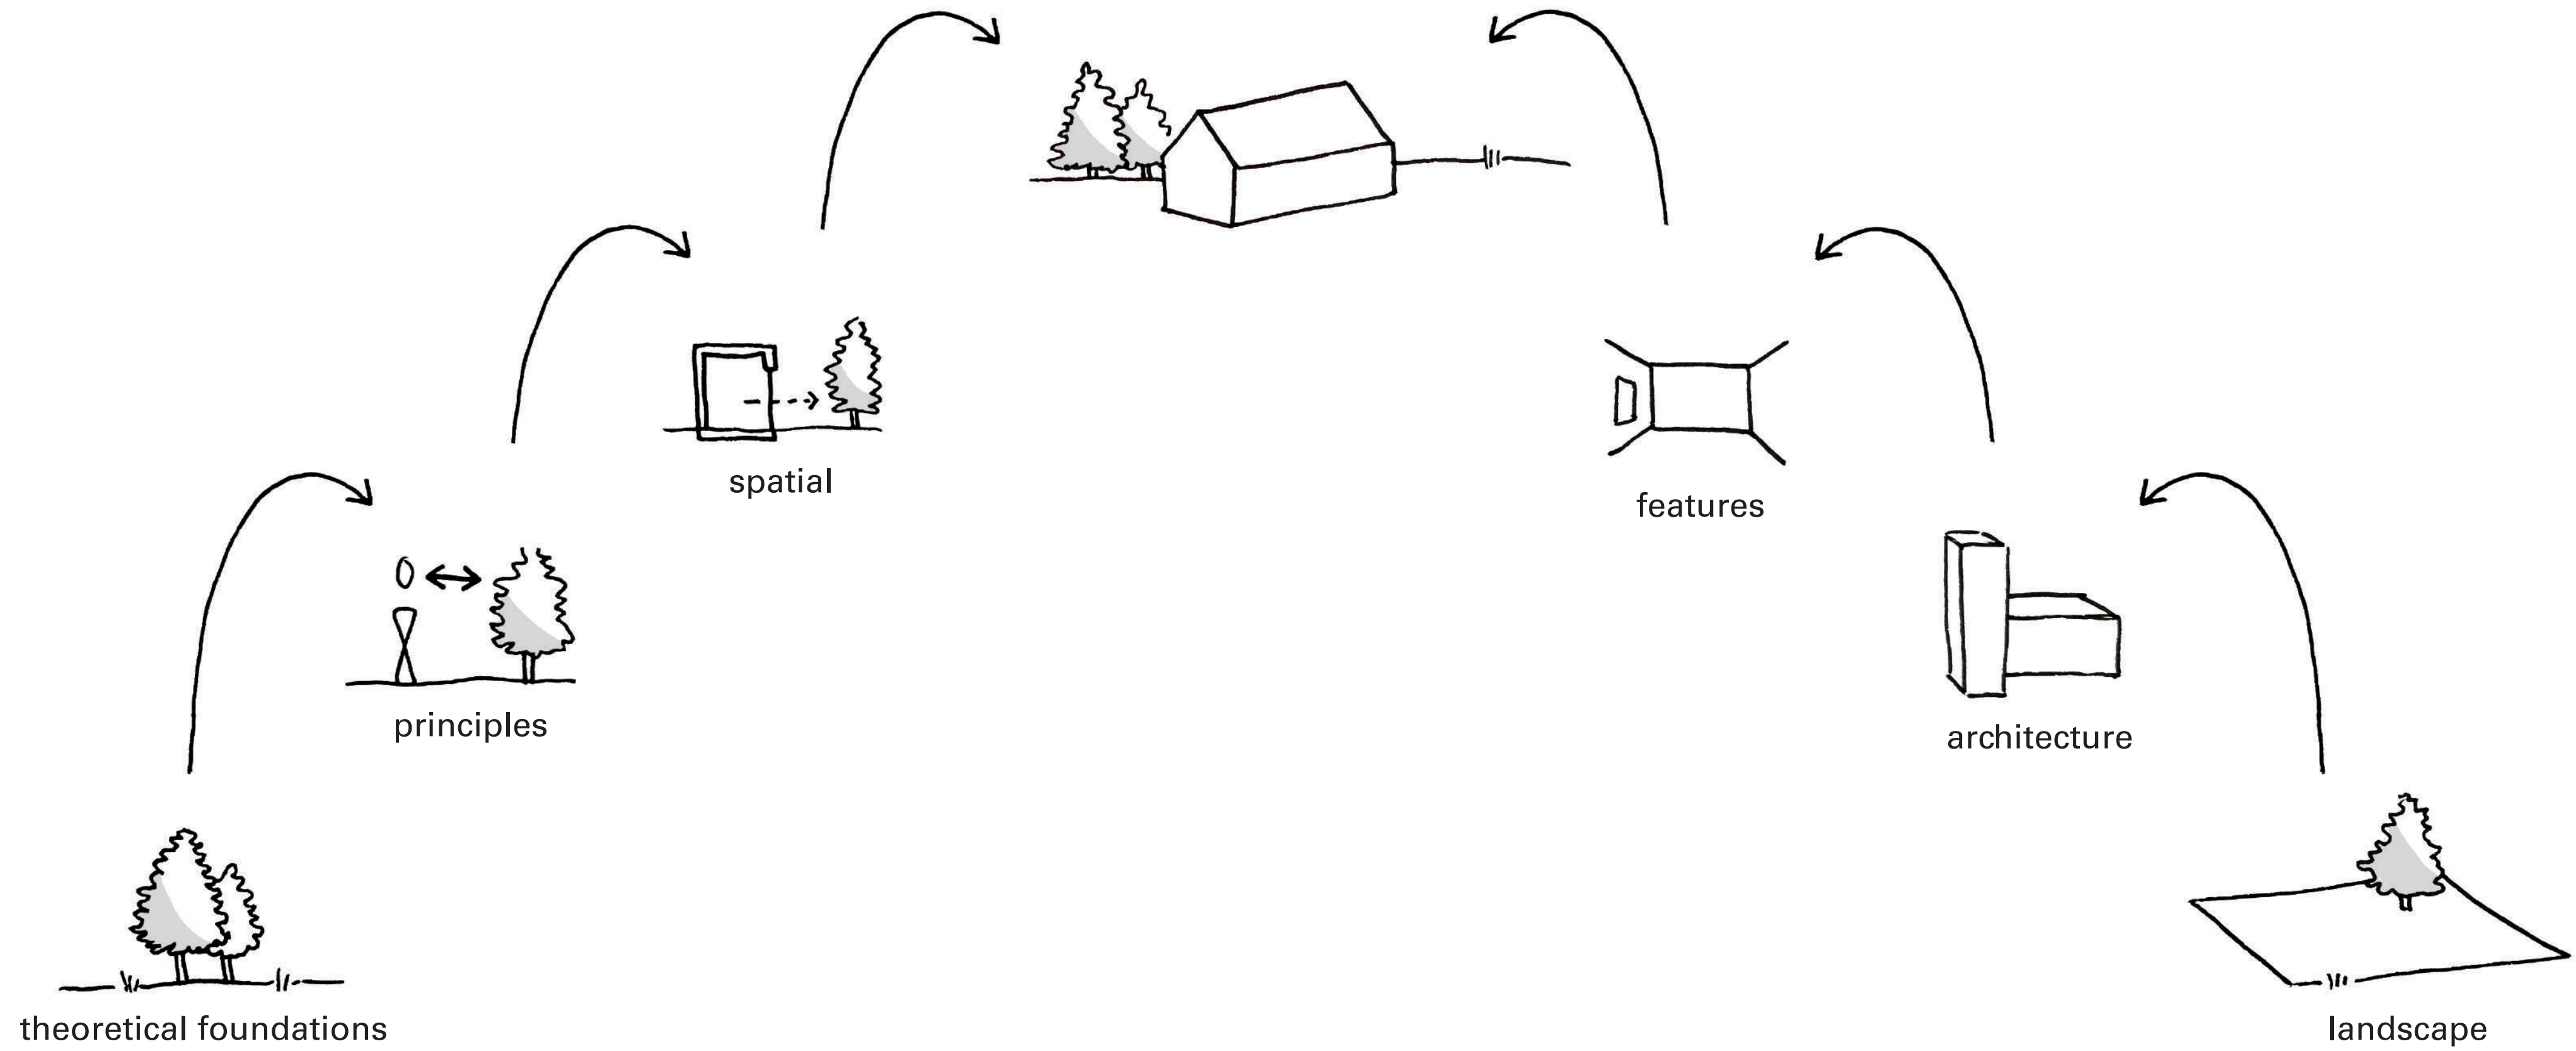 spatial
features
principles
architecture
theoretical foundations
landscape